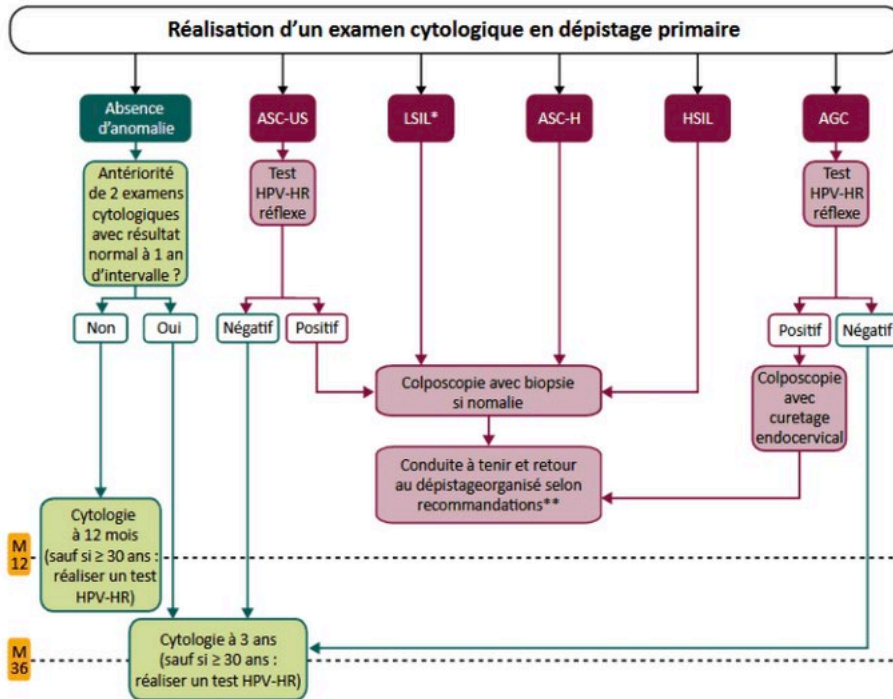 Réalisation d’un examen cytologique en dépistage primaire
Absence
d’anomalie
ASC-US
LSIL*
ASC-H
HSIL
AGC
Antériorité
de 2 examens
cytologiques
avec résultat
normal à 1 an
d’intervalle ?
Test
HPV-HR
réflexe
Test
HPV-HR
réflexe
Non
Oui
Négatif
Positif
Positif
Négatif
Colposcopie avec biopsie
si nomalie
Colposcopie
avec
curetage
endocervical
Conduite à tenir et retour
au dépistageorganisé selon
recommandations**
Cytologie
à 12 mois
(sauf si ≥ 30 ans :
réaliser un test
HPV-HR)
M
12
Cytologie à 3 ans
(sauf si ≥ 30 ans :
réaliser un test HPV-HR)
M
36